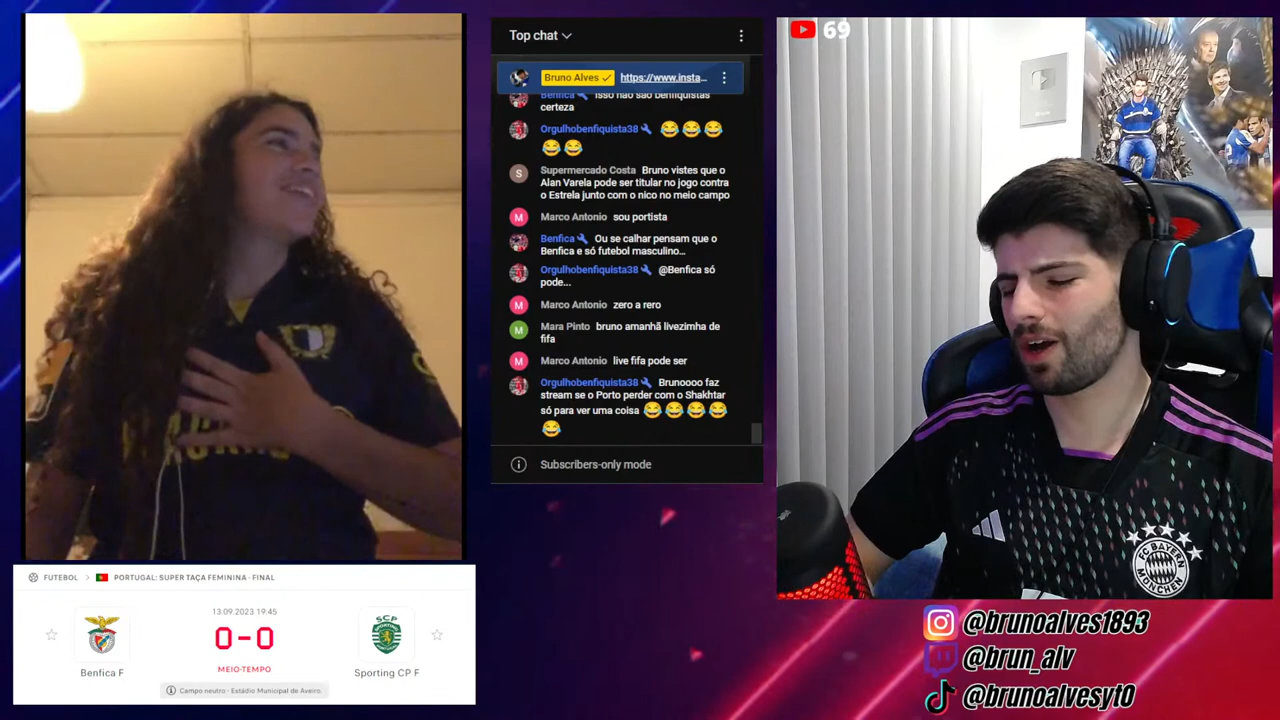 Top chat
Bruno Alves https://www.insta...
Benfica Isso não são benfiquistas
certeza
Orgulhobenfiquista38 😂 😂 😂
😂 😂
Supermercado Costa Bruno vistes que o
Alan Varela pode ser titular no jogo contra
o Estrela junto com o nico no meio campo
Marco Antonio sou portista
Benfica Ou se calhar pensam que o
Benfica e só futebol masculino...
Orgulhobenfiquista38 @Benfica só
pode...
Marco Antonio zero a rero
Mara Pinto bruno amanhã livezimha de
fifa
Marco Antonio live fifa pode ser
Orgulhobenfiquista38 Brunoooo faz
stream se o Porto perder com o Shakhtar
só para ver uma coisa 😂 😂 😂 😂
😂
Subscribers-only mode
69
FC BAYERN
MÜNCHEN
FUTEBOL > PORTUGAL: SUPER TAÇA FEMININA - FINAL
13.09.2023 19:45
0-0
MEIO-TEMPO
SCP
SPORTING
Benfica F
Sporting CP F
Campo neutro - Estádio Municipal de Aveiro.
@brunoalves1893
@brun_alv
@brunoalvesyt0